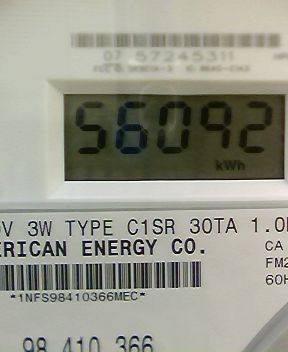 07 57245311
56092
kWh
V 3W TYPE C1SR 30TA 1.0
RICAN ENERGY CO.
CA
FM2
60H
*1NFS98410366MEC*
98 410 366